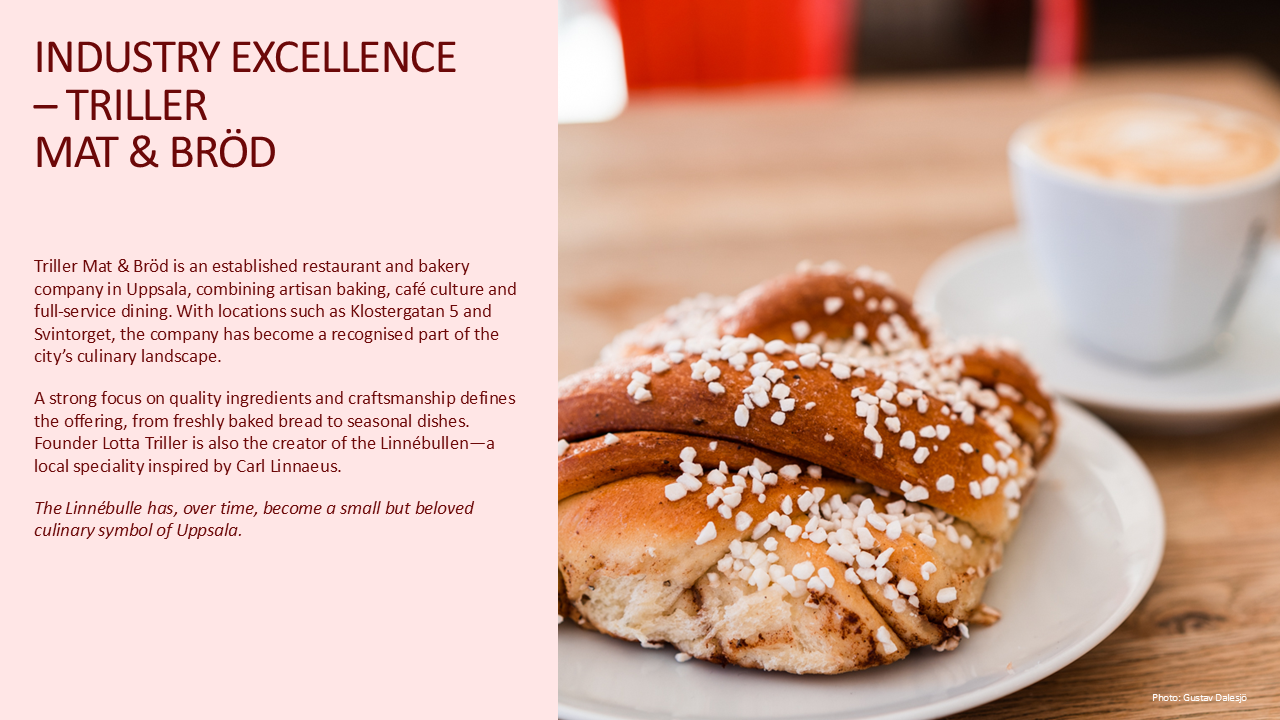 INDUSTRY EXCELLENCE
– TRILLER
MAT & BRÖD
Triller Mat & Bröd is an established restaurant and bakery
company in Uppsala, combining artisan baking, café culture and
full-service dining. With locations such as Klostergatan 5 and
Svintorget, the company has become a recognised part of the
city’s culinary landscape.
A strong focus on quality ingredients and craftsmanship defines
the offering, from freshly baked bread to seasonal dishes.
Founder Lotta Triller is also the creator of the Linnébullen—a
local speciality inspired by Carl Linnaeus.
The Linnébulle has, over time, become a small but beloved
culinary symbol of Uppsala.
Photo: Gustav Dalesjö